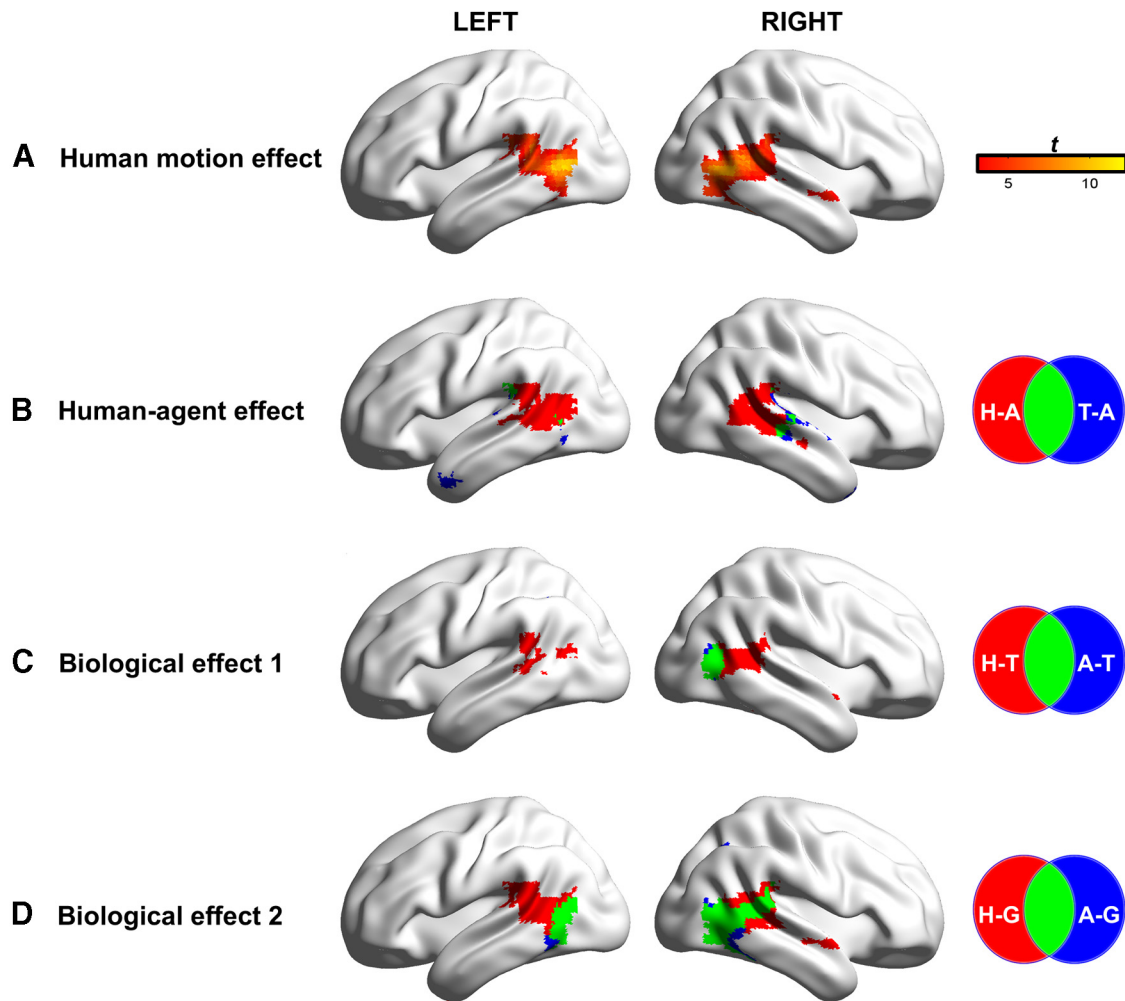 LEFT RIGHT
A Human motion effect
t
5 10
B Human-agent effect
H-A T-A
C Biological effect 1
H-T A-T
D Biological effect 2
H-G A-G